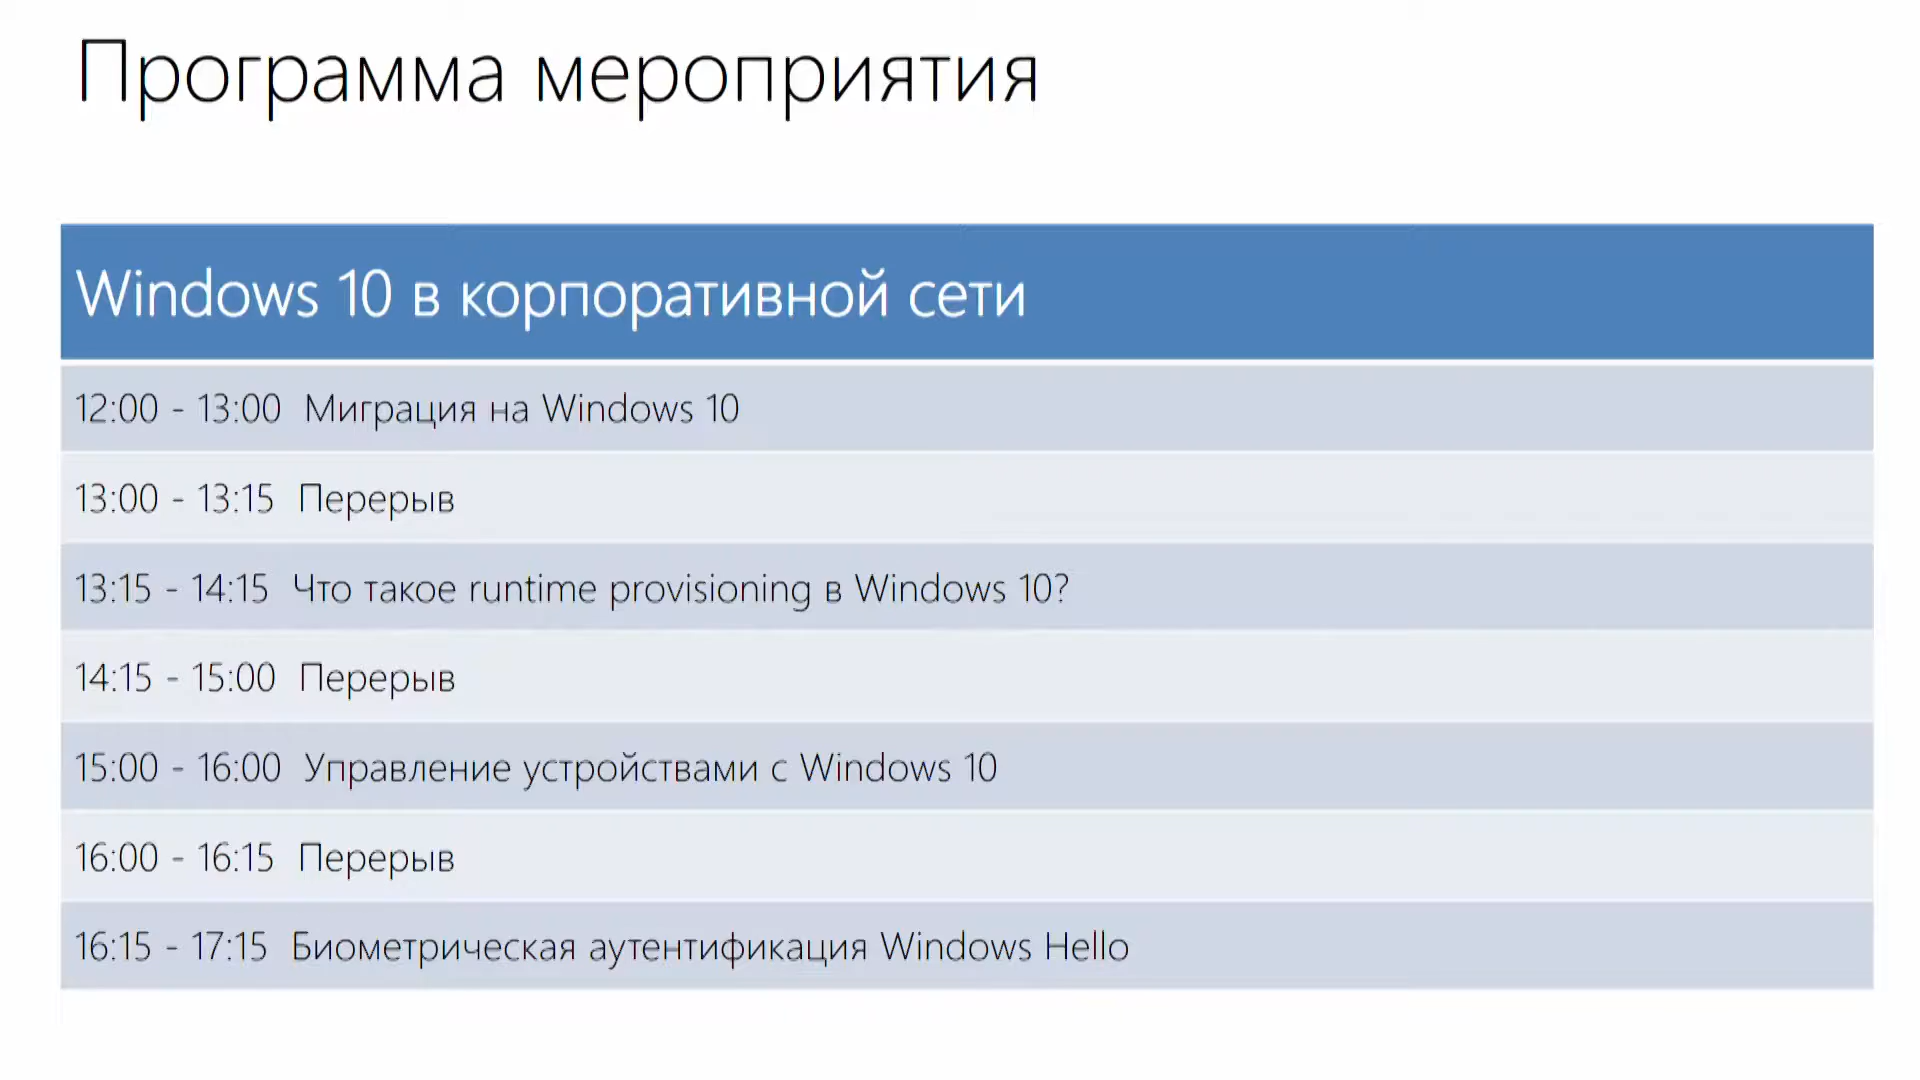 Программа мероприятия
Windows 10 в корпоративной сети
12:00 - 13:00 Миграция на Windows 10
13:00 - 13:15 Перерыв
13:15 - 14:15 Что такое runtime provisioning в Windows 10?
14:15 - 15:00 Перерыв
15:00 - 16:00 Управление устройствами с Windows 10
16:00 - 16:15 Перерыв
16:15 - 17:15 Биометрическая аутентификация Windows Hello